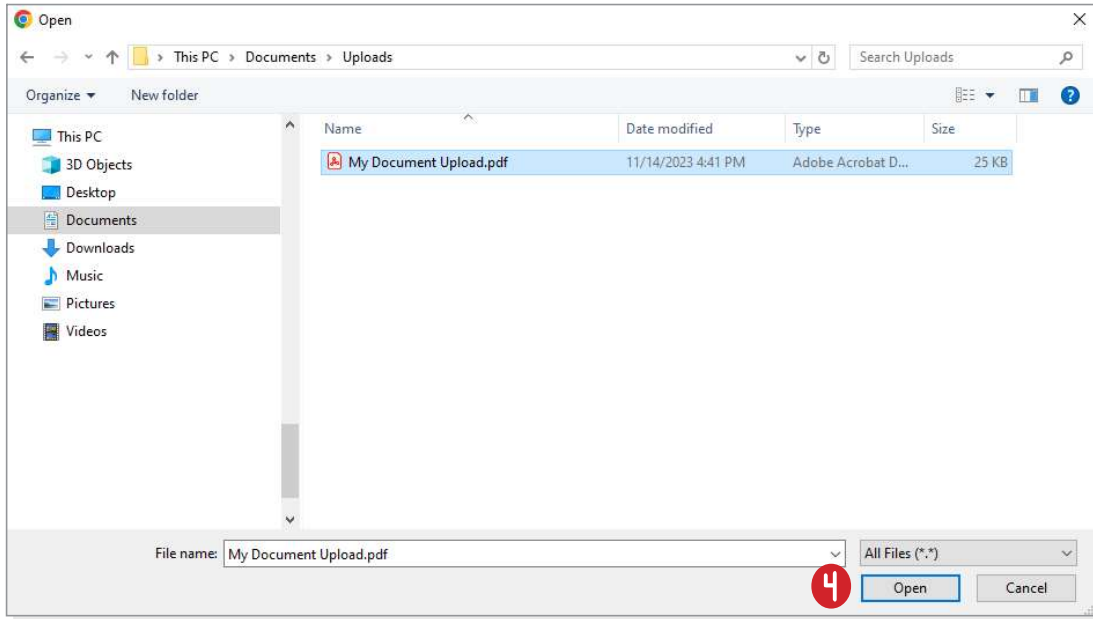 Open
This PC > Documents > Uploads
Search Uploads
Organize
New folder
Name
Date modified
Type
Size
My Document Upload.pdf
11/14/2023 4:41 PM
Adobe Acrobat D...
25 KB
This PC
3D Objects
Desktop
Documents
Downloads
Music
Pictures
Videos
File name: My Document Upload.pdf
All Files (*.*)
4
Open
Cancel